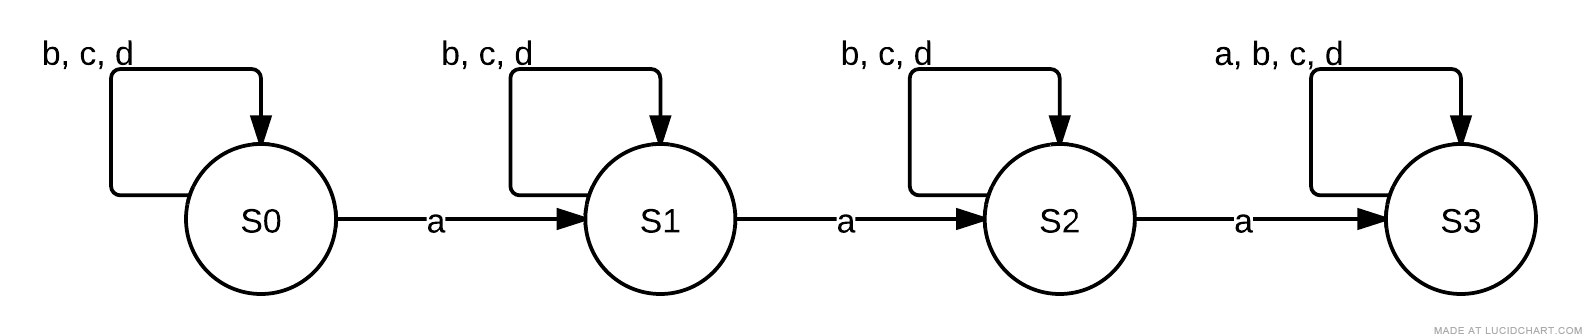 b, c, d
b, c, d
b, c, d
a, b, c, d
S0
a
S1
a
S2
a
S3
MADE AT LUCIDCHART.COM